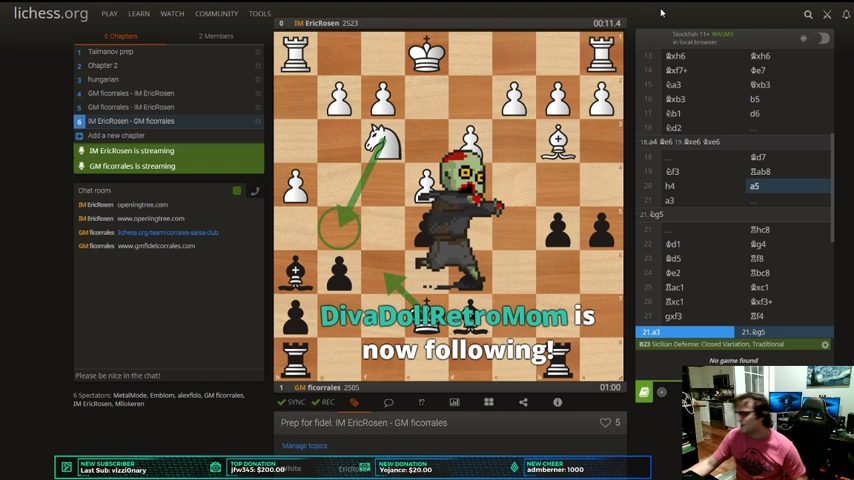 lichess.org PLAY LEARN WATCH COMMUNITY TOOLS
6 Chapters 2 Members
1 Taimanov prep
2 Chapter 2
3 hungarian
4 GM ficorrales - IM EricRosen
5 GM ficorrales - IM EricRosen
6 IM EricRosen - GM ficorrales
Add a new chapter
IM EricRosen is streaming
GM ficorrales is streaming
Chat room
IM EricRosen openingtree.com
IM EricRosen www.openingtree.com
GM ficorrales lichess.org/team/corrales-salsa-club
GM ficorrales www.gmfidelcorrales.com
Please be nice in the chat!
6 Spectators: MetalMode, Emblom, alexfido, GM ficorrales,
IM EricRosen, Milokeren
0 IM EricRosen 2523 00:11.4
DivaDollRetroMom is
now following!
1 GM ficorrales 2505 01:00
SYNC REC
Prep for fidel: IM EricRosen - GM ficorrales 5
Manage topics
White
Stockfish 11+ WASMX
in local browser
13 ♗xh6 ♗xh6
14 ♗xf7+ ♔e7
15 ♘a3 ♕xb3
16 ♗xb3 b5
17 ♘b1 d6
18 ♘d2 ...
18. a4 ♗e6 19. ♗xe6 ♔xe6
18 ... ♗d7
19 ♘f3 ♖ab8
20 h4 a5
21 a3 ...
21. ♘g5
21 ... ♖hc8
22 ♔d1 ♗g4
23 ♗d5 ♖f8
24 ♔e2 ♖bc8
25 ♖ac1 ♖xc1
26 ♖xc1 ♗xf3+
27 gxf3 ♖f4
21. a3 21. ♘g5
B23 Sicilian Defense: Closed Variation, Traditional
No game found
NEW SUBSCRIBER
Last Sub: vizzi0nary
TOP DONATION
jfw345: $200.00
NEW DONATION
Yojance: $20.00
NEW CHEER
admberner: 1000